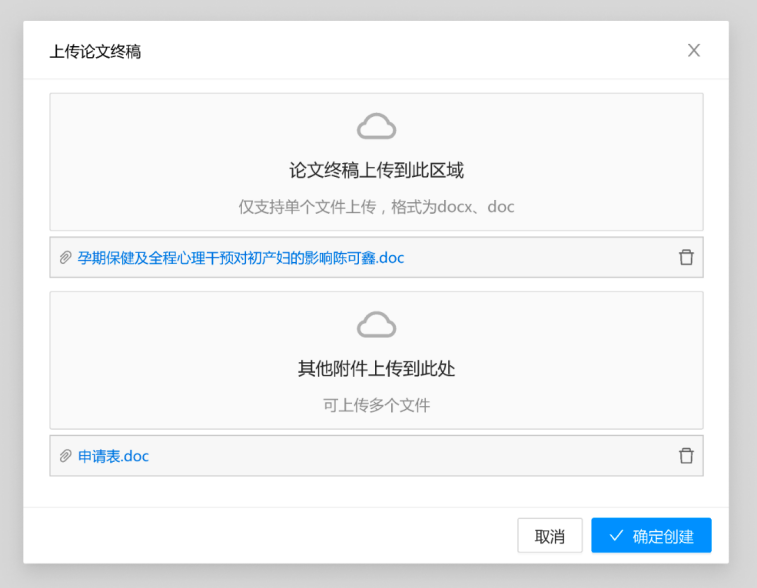 上传论文终稿
论文终稿上传到此区域
仅支持单个文件上传，格式为docx、doc
孕期保健及全程心理干预对初产妇的影响陈可鑫.doc
其他附件上传到此处
可上传多个文件
申请表.doc
取消
确定创建